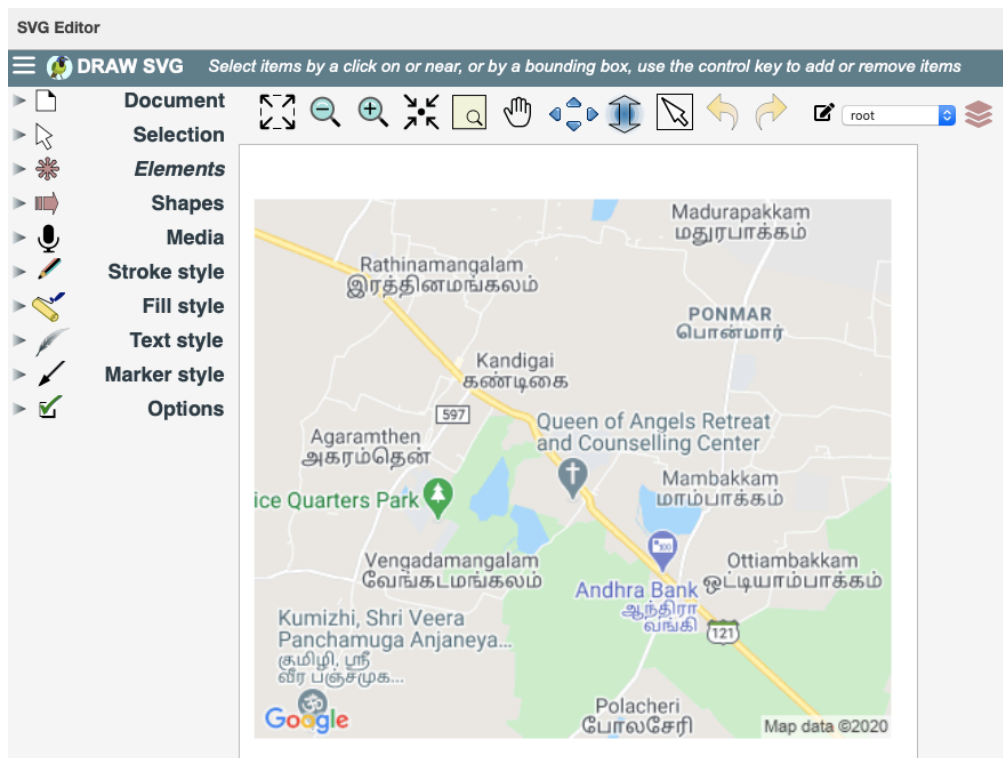 SVG Editor
DRAW SVG Select items by a click on or near, or by a bounding box, use the control key to add or remove items
Document
Selection
Elements
Shapes
Media
Stroke style
Fill style
Text style
Marker style
Options
root
Madurapakkam
மதுரபாக்கம்
Rathinamangalam
இரத்தினமங்கலம்
PONMAR
பொன்மார்
Kandigai
கண்டிகை
597
Queen of Angels Retreat
and Counselling Center
Agaramthen
அகரம்தென்
Mambakkam
மாம்பாக்கம்
ice Quarters Park
100
Vengadamangalam
வேங்கடமங்கலம்
Ottiambakkam
ஒட்டியாம்பாக்கம்
Andhra Bank
ஆந்திரா
வங்கி
121
Kumizhi, Shri Veera
Panchamuga Anjaneya...
குமிழி, ஸ்ரீ
வீர பஞ்சமுக...
ॐ
Google
Polacheri
போலசேரி
Map data ©2020